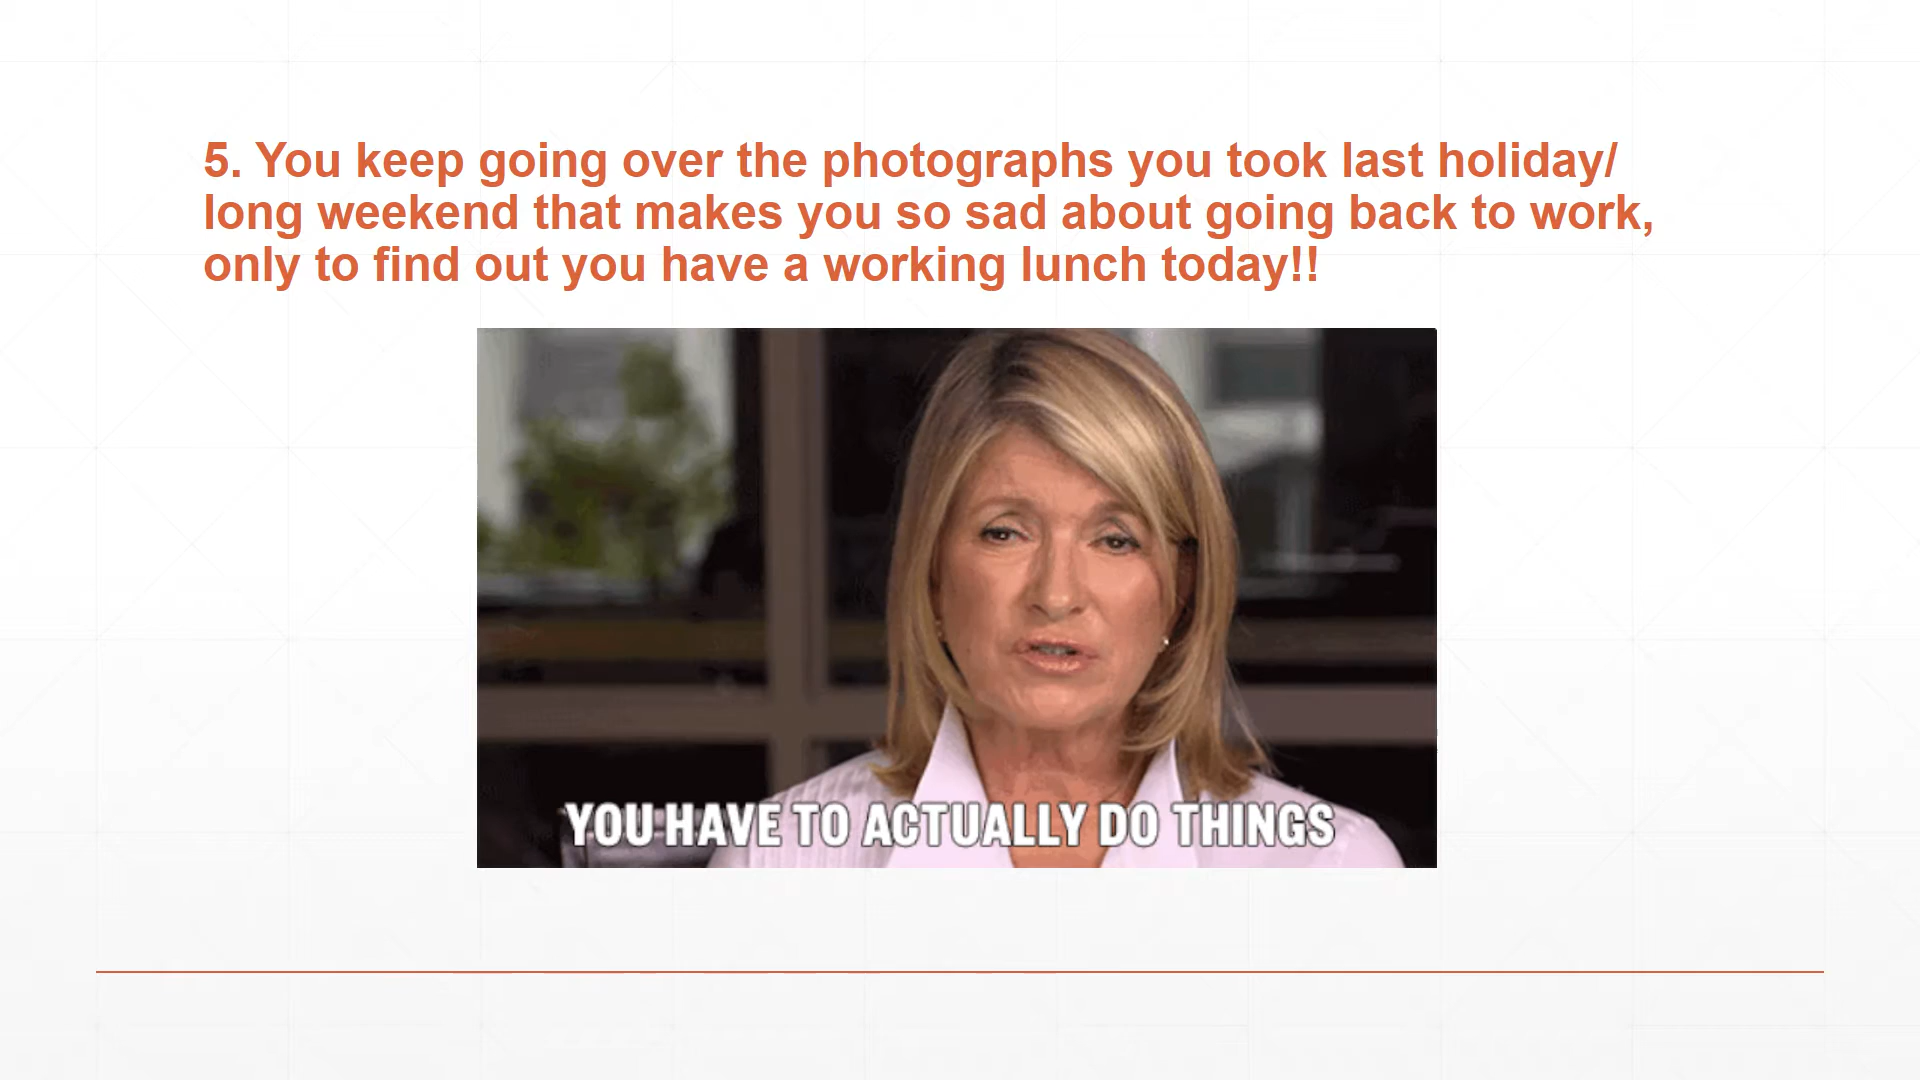 5. You keep going over the photographs you took last holiday/
long weekend that makes you so sad about going back to work,
only to find out you have a working lunch today!!
YOU HAVE TO ACTUALLY DO THINGS